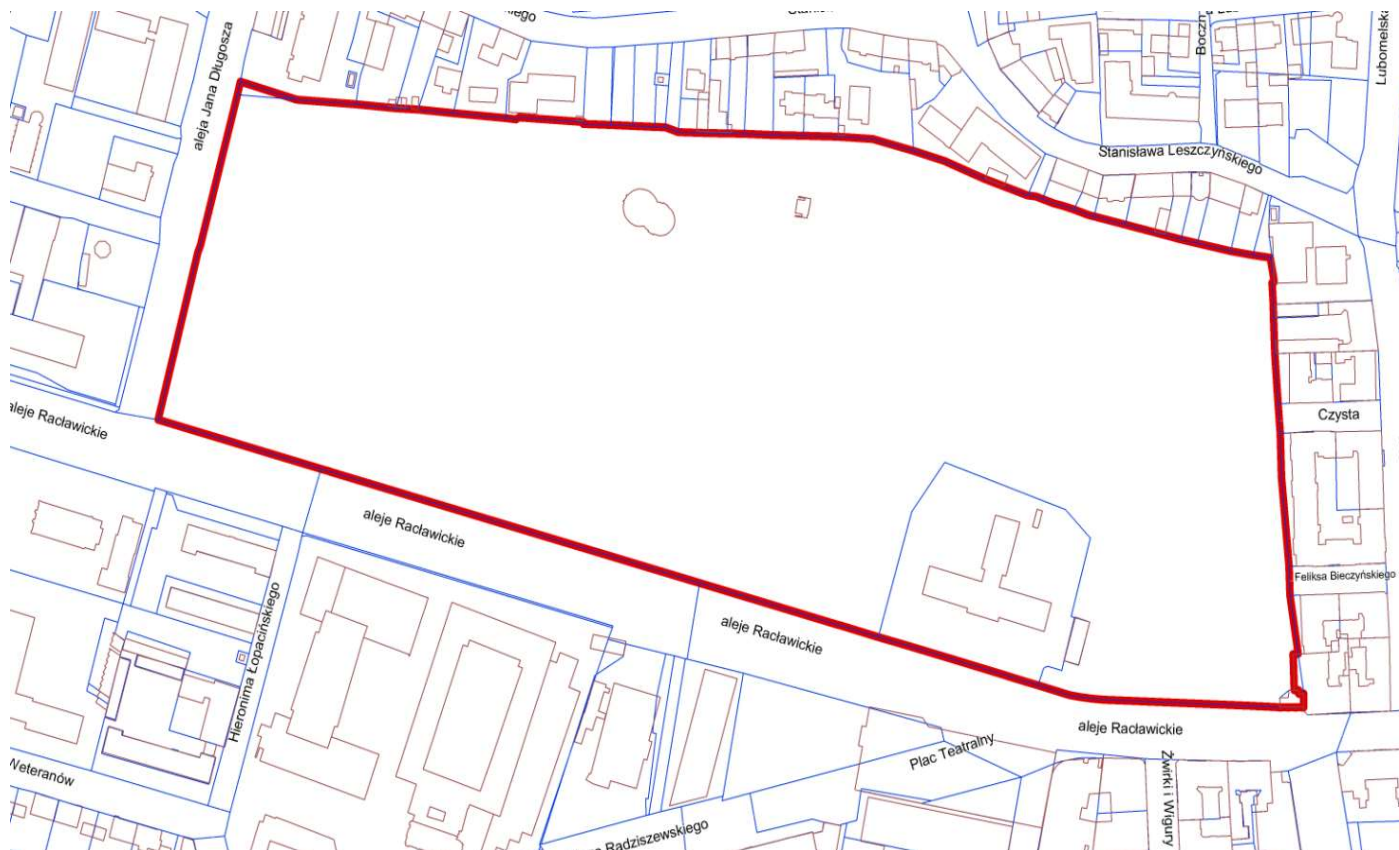 aleja Jana Długosza
Lubomelska
Stanisława Leszczyńskiego
aleje Racławickie
Czysta
aleje Racławickie
Feliksa Bieczyńskiego
Hieronima Łopacińskiego
aleje Racławickie
aleje Racławickie
Plac Teatralny
Weteranów
Żwirki i Wigury
Radziszewskiego